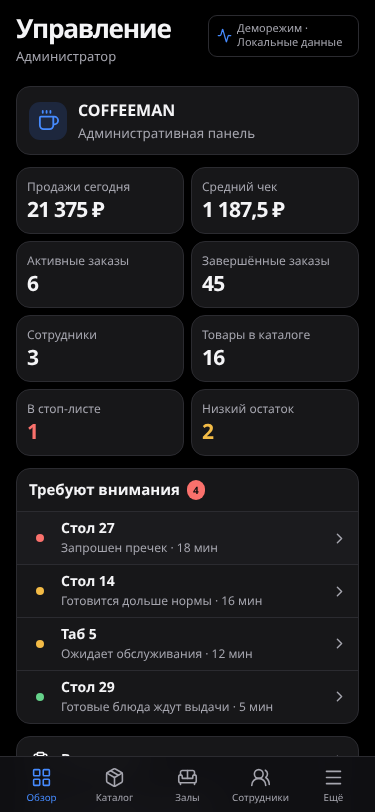 Управление
Администратор
Деморежим ·
Локальные данные
COFFEEMAN
Административная панель
Продажи сегодня
21 375 ₽
Средний чек
1 187,5 ₽
Активные заказы
6
Завершённые заказы
45
Сотрудники
3
Товары в каталоге
16
В стоп-листе
1
Низкий остаток
2
Требуют внимания 4
Стол 27
Запрошен пречек · 18 мин
Стол 14
Готовится дольше нормы · 16 мин
Таб 5
Ожидает обслуживания · 12 мин
Стол 29
Готовые блюда ждут выдачи · 5 мин
Обзор
Каталог
Залы
Сотрудники
Ещё